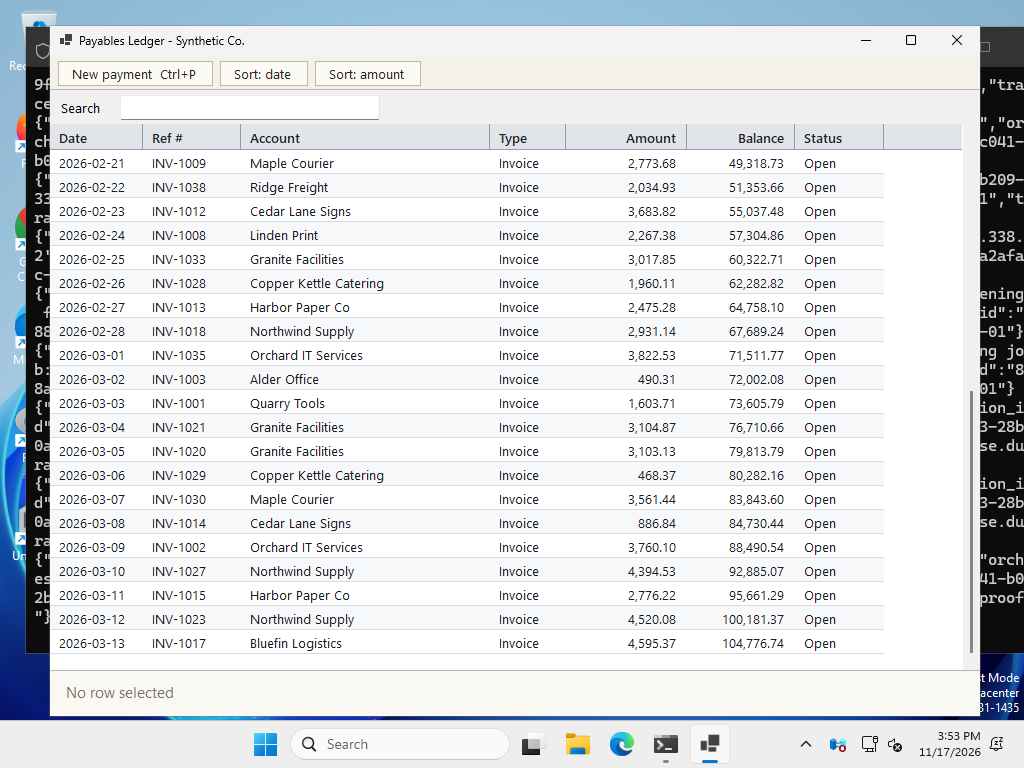 Payables Ledger - Synthetic Co.
New payment Ctrl+P Sort: date Sort: amount
Search
Date Ref # Account Type Amount Balance Status
2026-02-21 INV-1009 Maple Courier Invoice 2,773.68 49,318.73 Open
2026-02-22 INV-1038 Ridge Freight Invoice 2,034.93 51,353.66 Open
2026-02-23 INV-1012 Cedar Lane Signs Invoice 3,683.82 55,037.48 Open
2026-02-24 INV-1008 Linden Print Invoice 2,267.38 57,304.86 Open
2026-02-25 INV-1033 Granite Facilities Invoice 3,017.85 60,322.71 Open
2026-02-26 INV-1028 Copper Kettle Catering Invoice 1,960.11 62,282.82 Open
2026-02-27 INV-1013 Harbor Paper Co Invoice 2,475.28 64,758.10 Open
2026-02-28 INV-1018 Northwind Supply Invoice 2,931.14 67,689.24 Open
2026-03-01 INV-1035 Orchard IT Services Invoice 3,822.53 71,511.77 Open
2026-03-02 INV-1003 Alder Office Invoice 490.31 72,002.08 Open
2026-03-03 INV-1001 Quarry Tools Invoice 1,603.71 73,605.79 Open
2026-03-04 INV-1021 Granite Facilities Invoice 3,104.87 76,710.66 Open
2026-03-05 INV-1020 Granite Facilities Invoice 3,103.13 79,813.79 Open
2026-03-06 INV-1029 Copper Kettle Catering Invoice 468.37 80,282.16 Open
2026-03-07 INV-1030 Maple Courier Invoice 3,561.44 83,843.60 Open
2026-03-08 INV-1014 Cedar Lane Signs Invoice 886.84 84,730.44 Open
2026-03-09 INV-1002 Orchard IT Services Invoice 3,760.10 88,490.54 Open
2026-03-10 INV-1027 Northwind Supply Invoice 4,394.53 92,885.07 Open
2026-03-11 INV-1015 Harbor Paper Co Invoice 2,776.22 95,661.29 Open
2026-03-12 INV-1023 Northwind Supply Invoice 4,520.08 100,181.37 Open
2026-03-13 INV-1017 Bluefin Logistics Invoice 4,595.37 104,776.74 Open
No row selected
t Mode
acenter
31-1435
Search
3:53 PM
11/17/2026